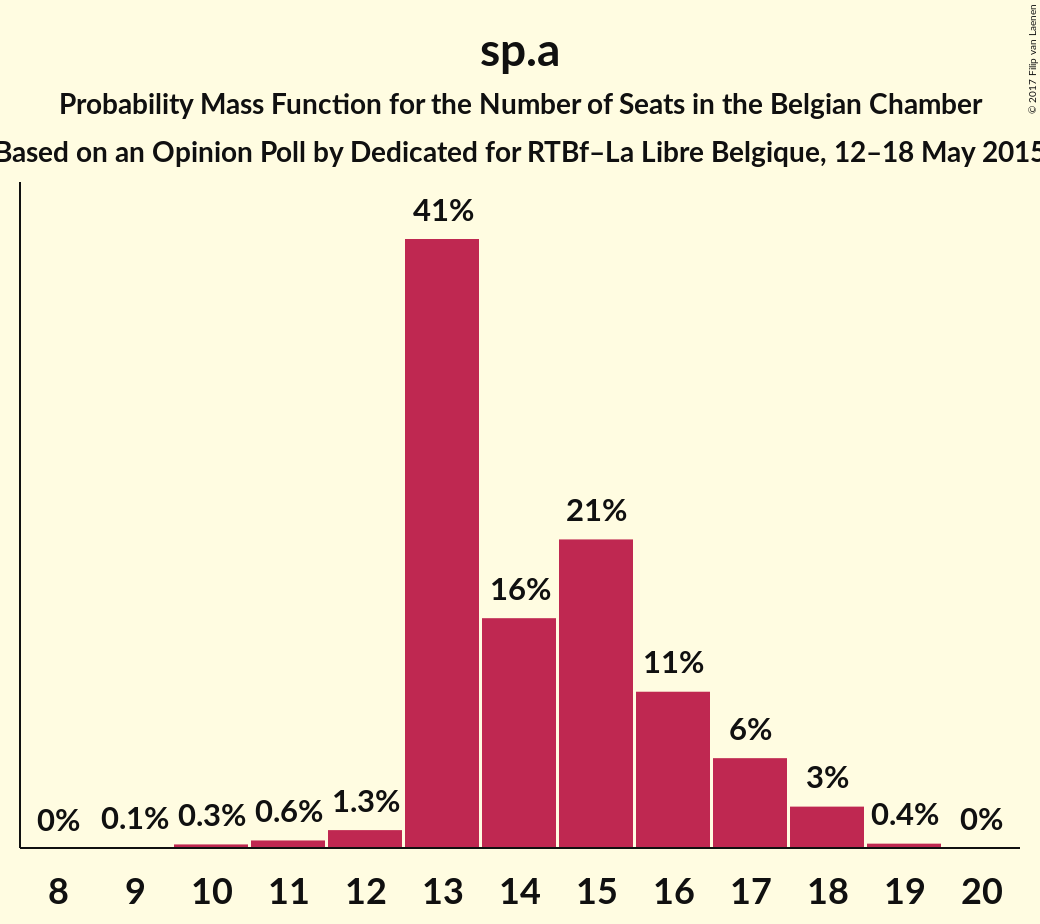 sp.a
Probability Mass Function for the Number of Seats in the Belgian Chamber
Based on an Opinion Poll by Dedicated for RTBf–La Libre Belgique, 12–18 May 2015
© 2017 Filip van Laenen
41%
21%
16%
11%
6%
3%
1.3%
0.6%
0.3%
0.1%
0%
0.4%
0%
8 9 10 11 12 13 14 15 16 17 18 19 20